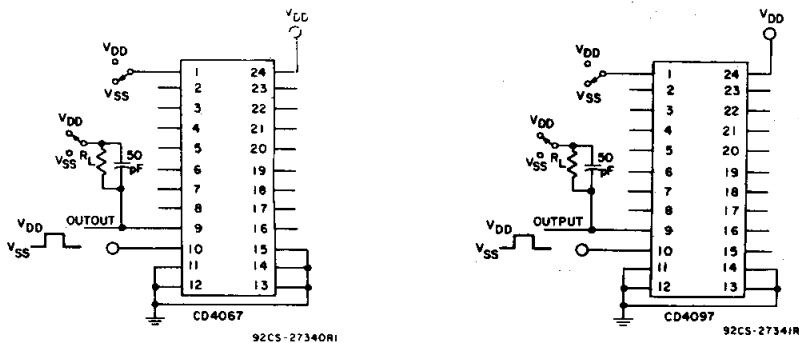 VDD
VDD
VSS
1 24
2 23
3 22
4 21
5 20
6 19
7 18
8 17
9 16
10 15
11 14
12 13
VDD
VSS
RL
50
pF
OUTOUT
VDD
VSS
CD4067
92CS-27340R1
VDD
VDD
VSS
1 24
2 23
3 22
4 21
5 20
6 19
7 18
8 17
9 16
10 15
11 14
12 13
VDD
VSS
RL
50
pF
OUTPUT
VDD
VSS
CD4097
92CS-27341R